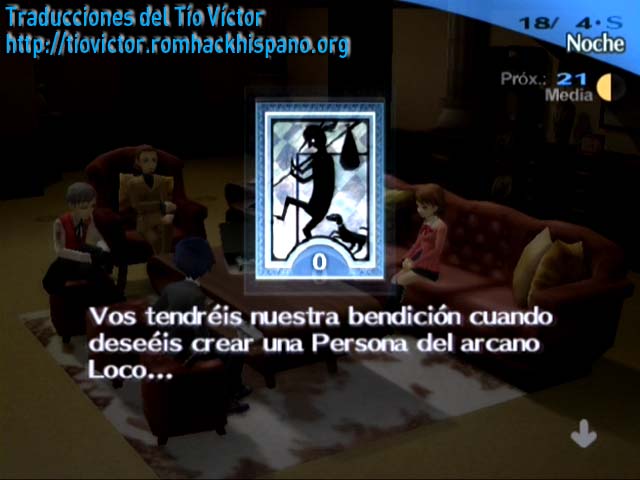 Traducciones del Tío Víctor
http://tiovictor.romhackhispano.org
18/ 4·S
Noche
Próx.: 21
Media
0
Vos tendréis nuestra bendición cuando
deseéis crear una Persona del arcano
Loco...